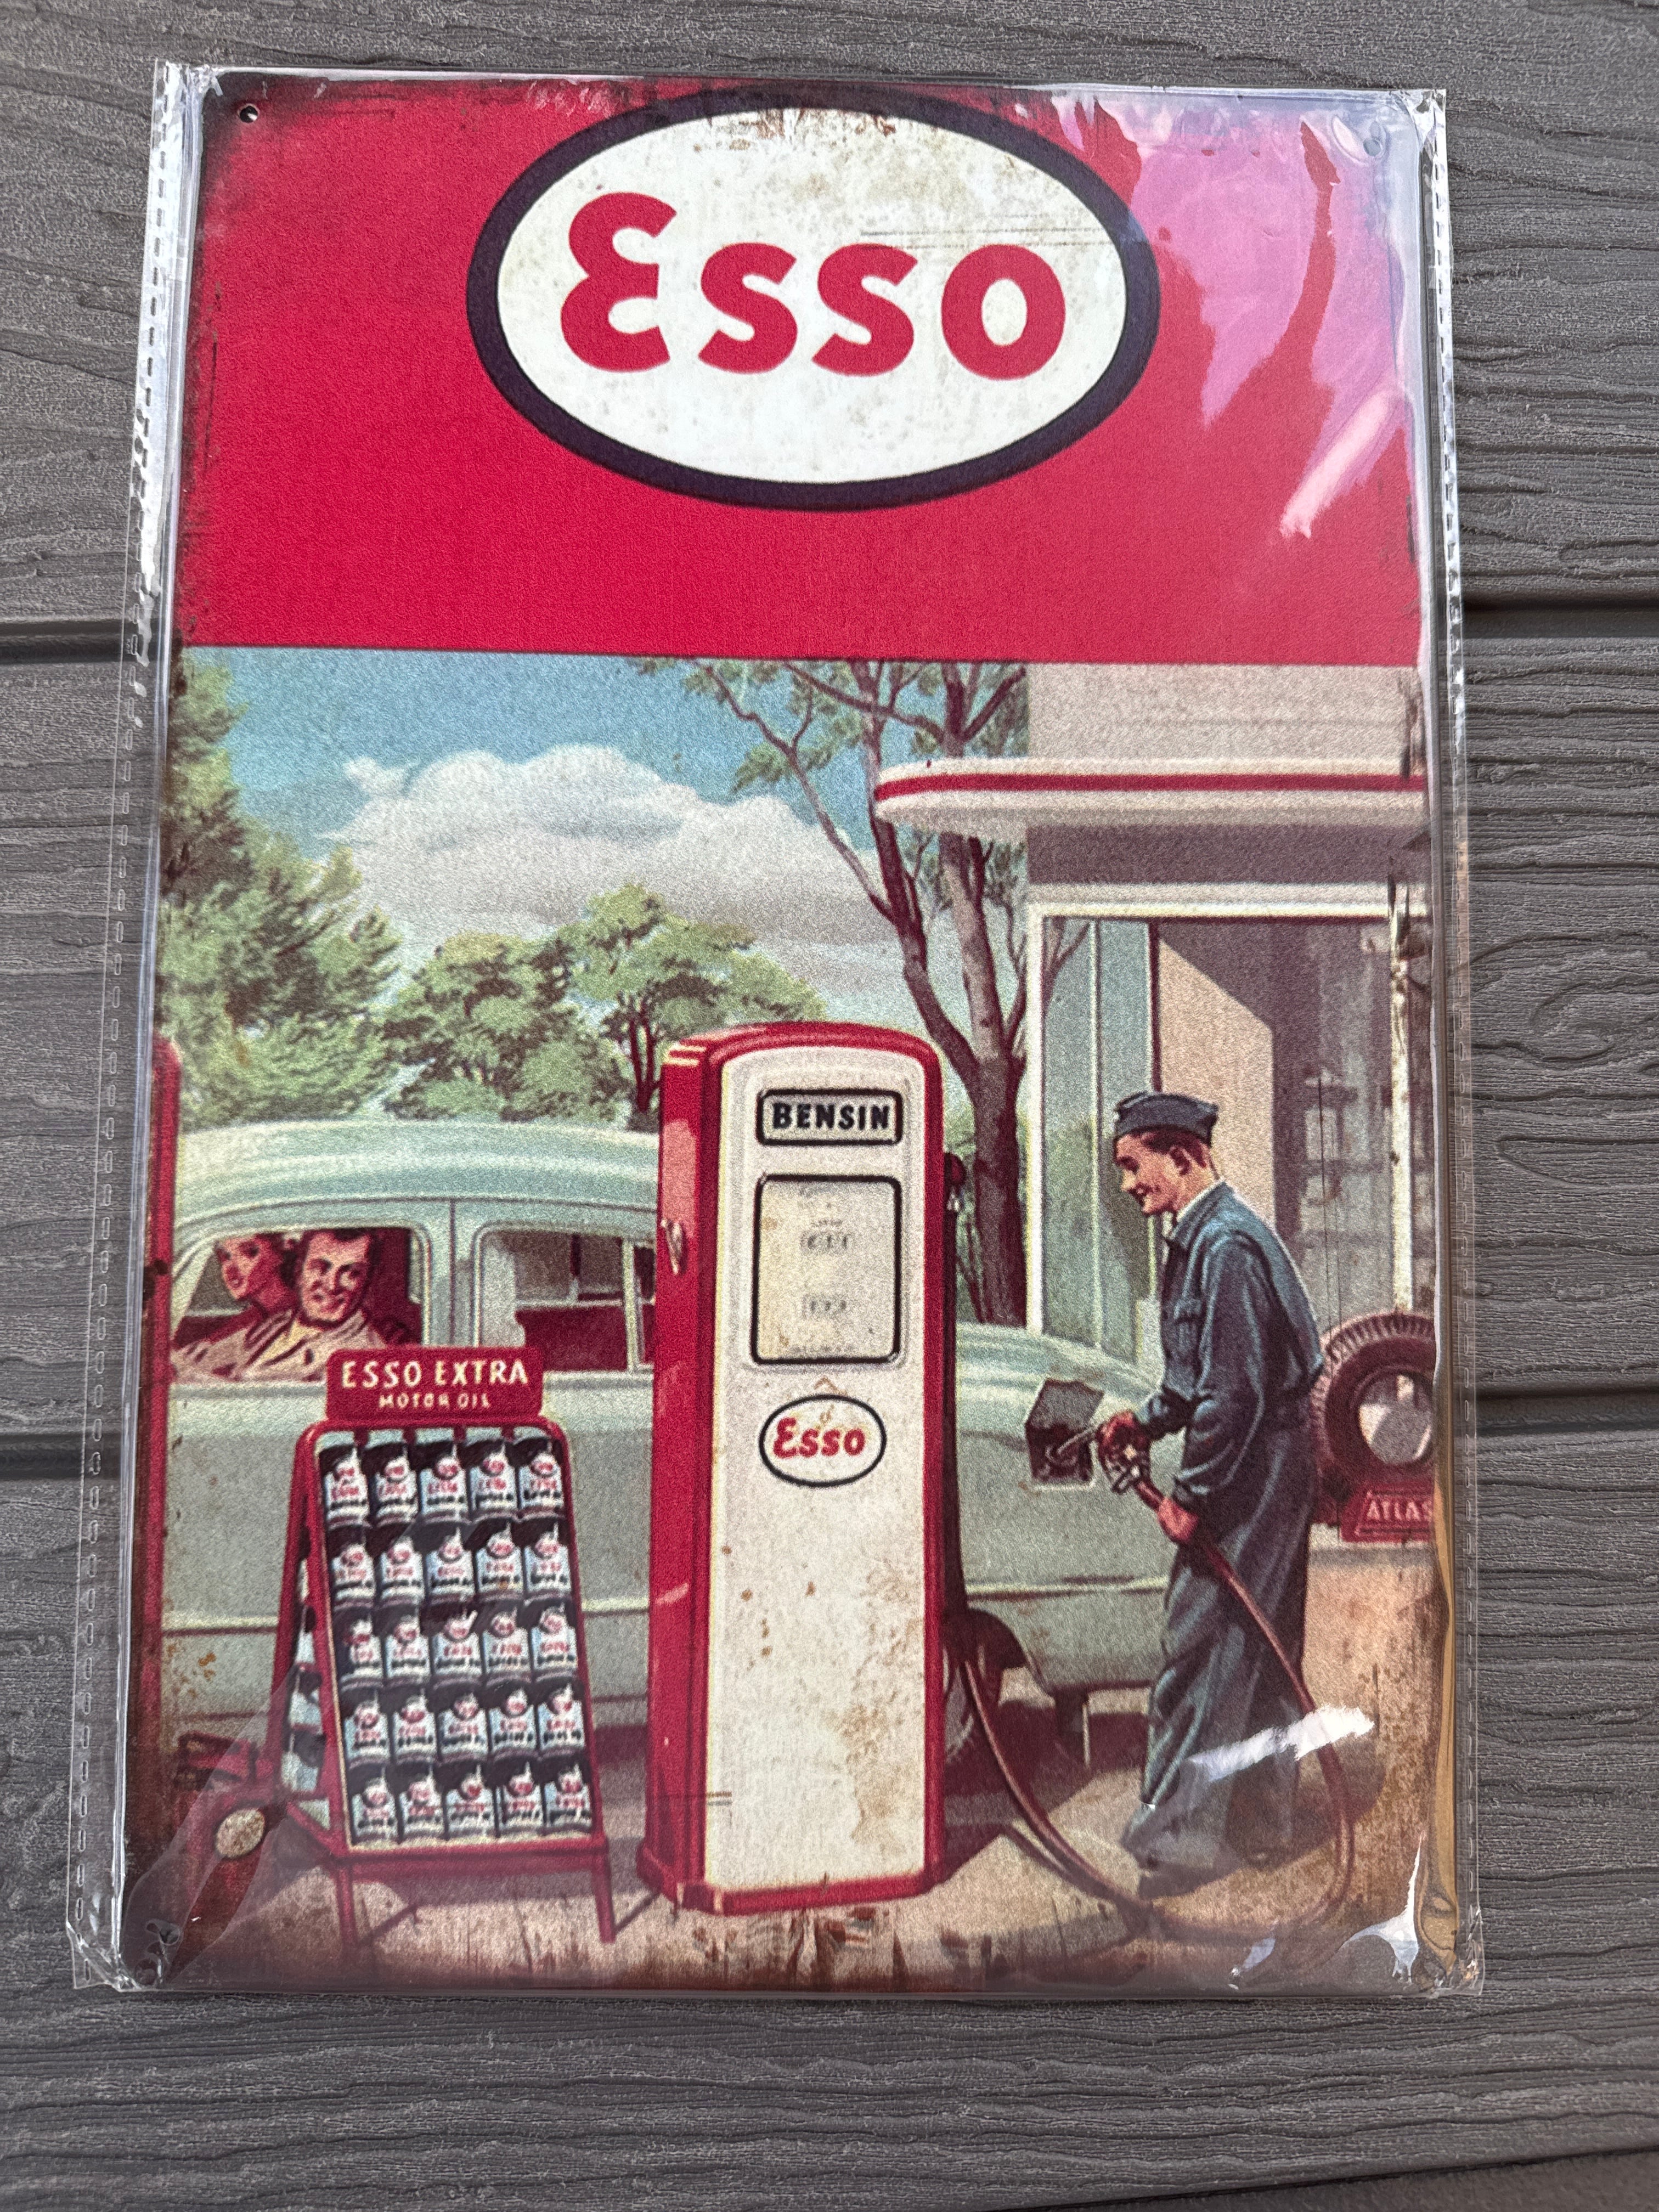 Esso
BENSIN
Esso
ESSO EXTRA
MOTOR OIL
ATLAS